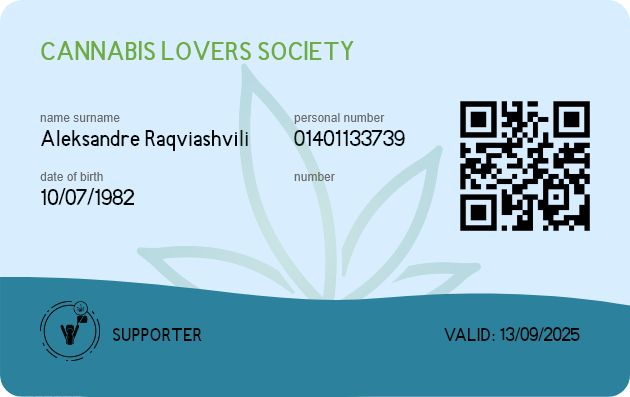 CANNABIS LOVERS SOCIETY
name surname
Aleksandre Raqviashvili
personal number
01401133739
date of birth
10/07/1982
number
SUPPORTER
VALID: 13/09/2025